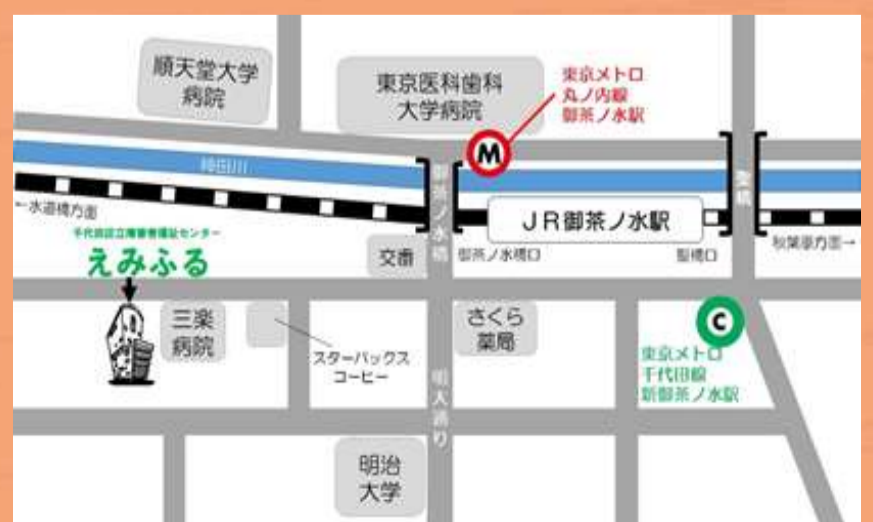 順天堂大学
病院
東京医科歯科
大学病院
東京メトロ
丸ノ内線
御茶ノ水駅
M
神田川
御茶ノ水橋
聖橋
←水道橋方面
JR御茶ノ水駅
秋葉原方面→
千代田区立障害者福祉センター
えみふる
交番
御茶ノ水橋口
聖橋口
三楽
病院
スターバックス
コーヒー
さくら
薬局
C
東京メトロ
千代田線
新御茶ノ水駅
明大通り
明治
大学